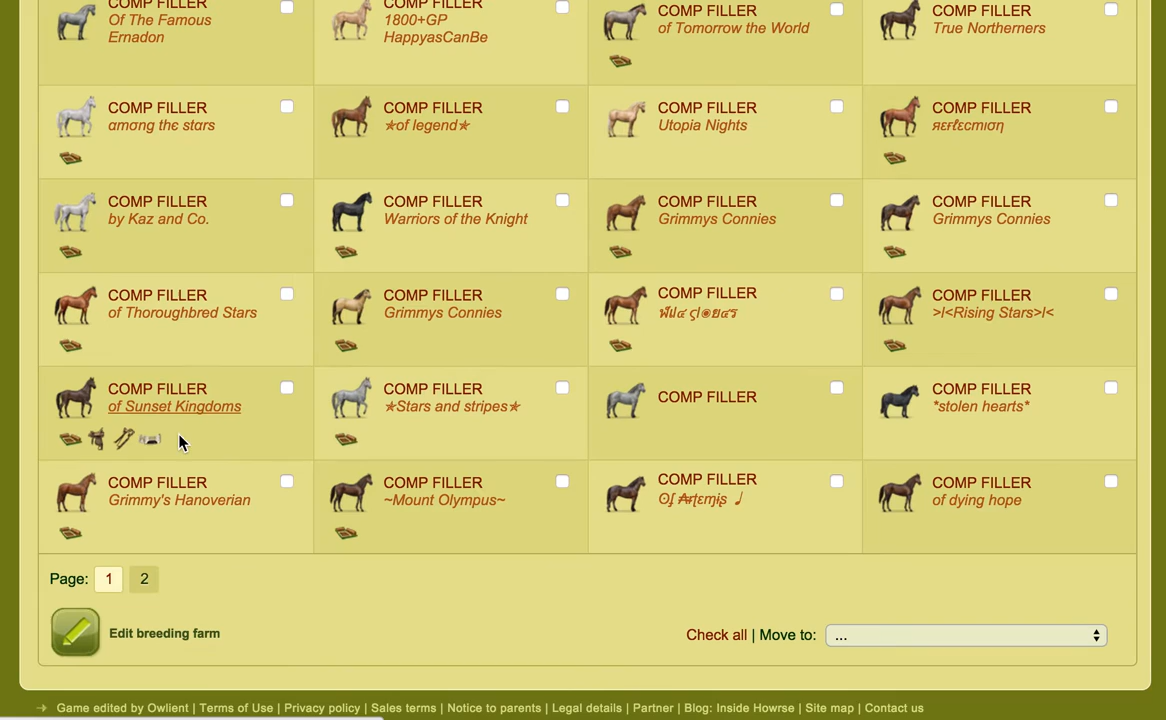 COMP FILLER
Of The Famous
Ernadon
COMP FILLER
1800+GP
HappyasCanBe
COMP FILLER
of Tomorrow the World
COMP FILLER
True Northerners
COMP FILLER
αmσng thє stαrs
COMP FILLER
✯of legend✯
COMP FILLER
Utopia Nights
COMP FILLER
COMP FILLER
by Kaz and Co.
COMP FILLER
Warriors of the Knight
COMP FILLER
Grimmys Connies
COMP FILLER
Grimmys Connies
COMP FILLER
of Thoroughbred Stars
COMP FILLER
Grimmys Connies
COMP FILLER
COMP FILLER
>l<Rising Stars>l<
COMP FILLER
of Sunset Kingdoms
COMP FILLER
✯Stars and stripes✯
COMP FILLER
COMP FILLER
*stolen hearts*
COMP FILLER
Grimmy's Hanoverian
COMP FILLER
~Mount Olympus~
COMP FILLER
COMP FILLER
of dying hope
Page: 1 2
Edit breeding farm
Check all | Move to: ...
Game edited by Owlient | Terms of Use | Privacy policy | Sales terms | Notice to parents | Legal details | Partner | Blog: Inside Howrse | Site map | Contact us